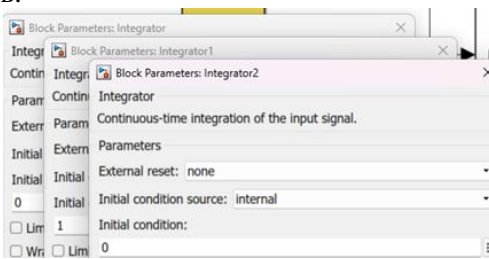 Block Parameters: Integrator
Block Parameters: Integrator1
Block Parameters: Integrator2
Integr
Contin
Param
Extern
Initial
Initial
0
Lim
Wra
Integr
Contin
Param
Extern
Initial
Initial
1
Lim
Integrator
Continuous-time integration of the input signal.
Parameters
External reset: none
Initial condition source: internal
Initial condition:
0